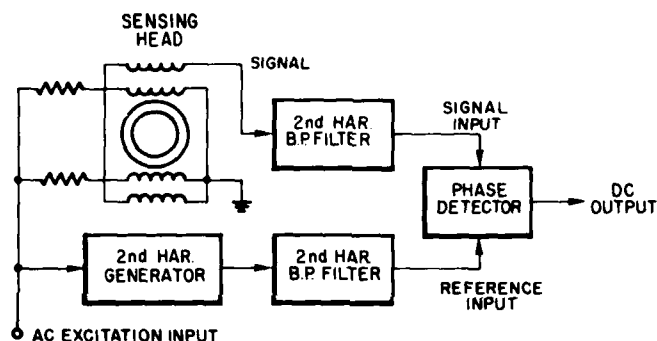 SENSING
HEAD
SIGNAL
2nd HAR.
B.P. FILTER
SIGNAL
INPUT
PHASE
DETECTOR
DC
OUTPUT
2nd HAR.
GENERATOR
2nd HAR.
B.P. FILTER
REFERENCE
INPUT
AC EXCITATION INPUT